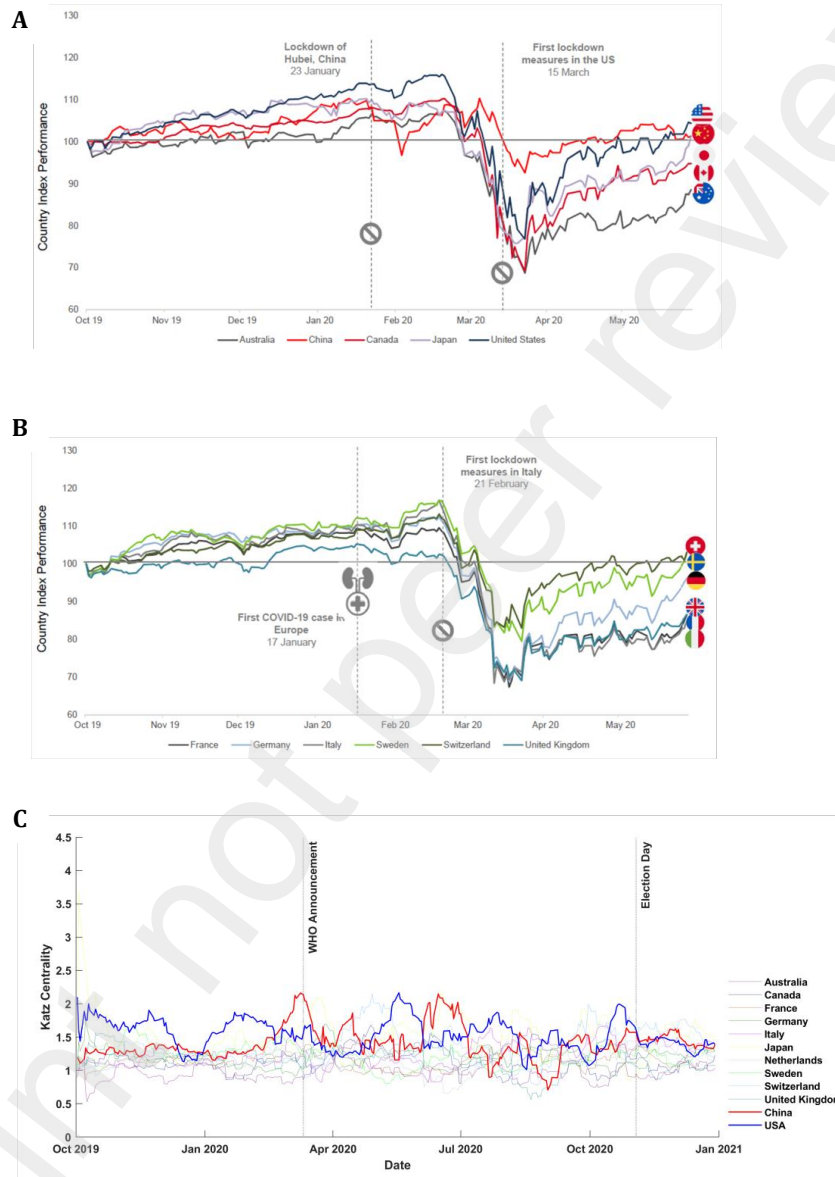 A
130
120
110
100
90
80
70
60
Country Index Performance
Lockdown of
Hubei, China
23 January
First lockdown
measures in the US
15 March
Oct 19 Nov 19 Dec 19 Jan 20 Feb 20 Mar 20 Apr 20 May 20
Australia China Canada Japan United States
B
130
120
110
100
90
80
70
60
Country Index Performance
First lockdown
measures in Italy
21 February
First COVID-19 case in
Europe
17 January
Oct 19 Nov 19 Dec 19 Jan 20 Feb 20 Mar 20 Apr 20 May 20
France Germany Italy Sweden Switzerland United Kingdom
C
4.5
4
3.5
3
2.5
2
1.5
1
0.5
0
Katz Centrality
WHO Announcement
Election Day
Australia
Canada
France
Germany
Italy
Japan
Netherlands
Sweden
Switzerland
United Kingdom
China
USA
Oct 2019 Jan 2020 Apr 2020 Jul 2020 Oct 2020 Jan 2021
Date
not peer review